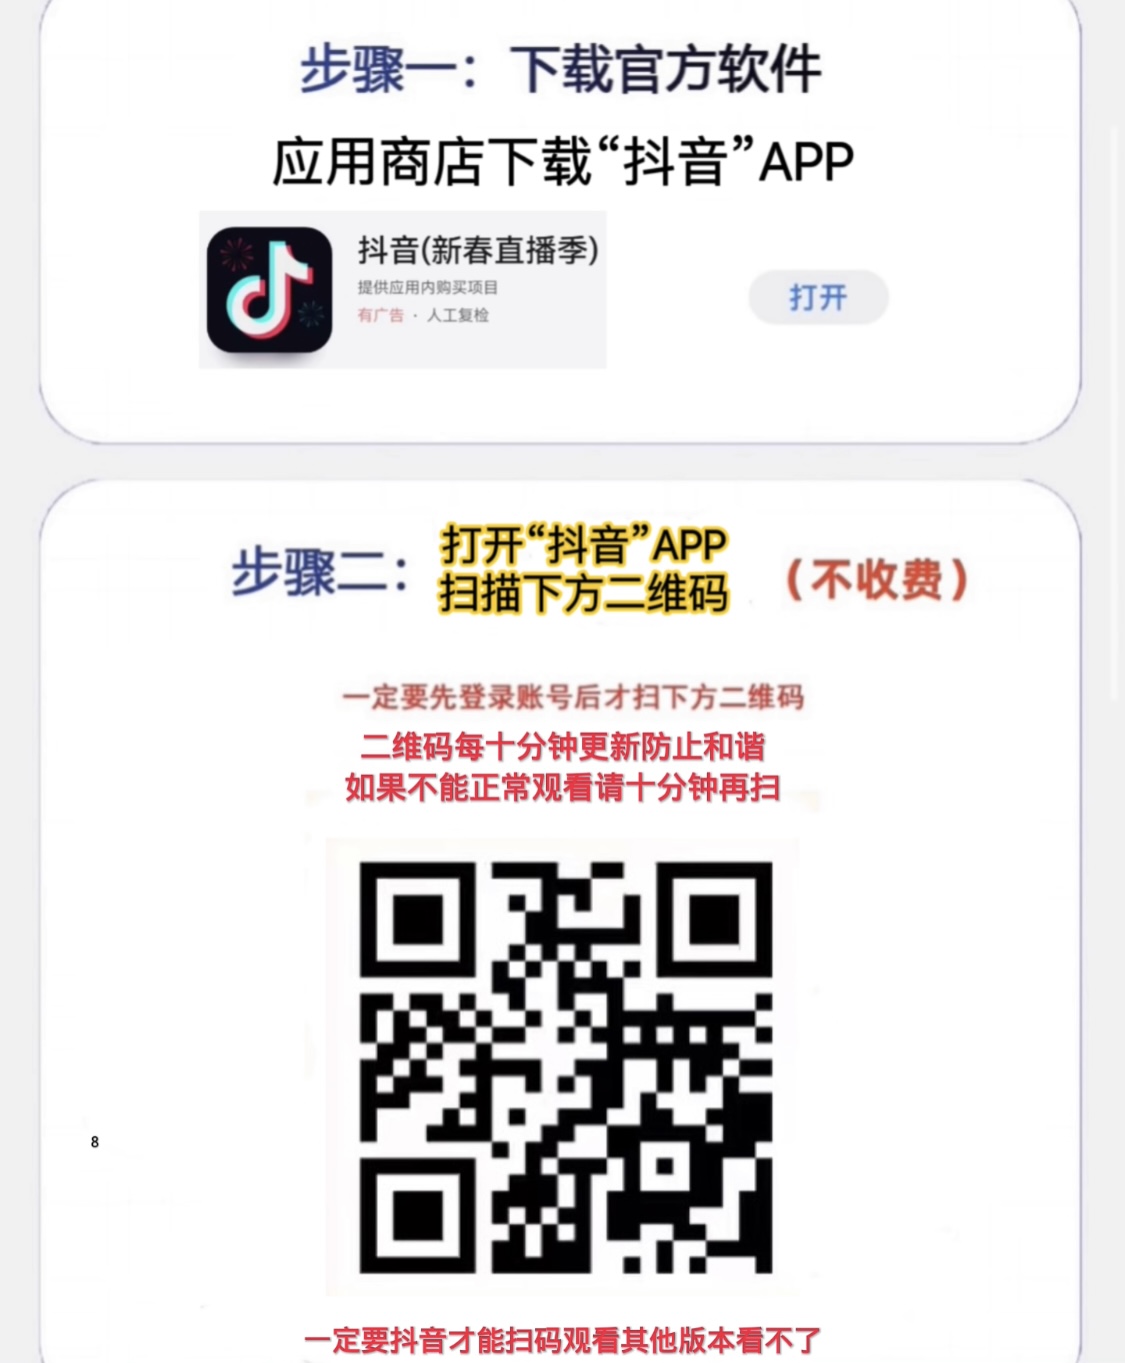 步骤一：下载官方软件
应用商店下载“抖音”APP
抖音(新春直播季)
提供应用内购买项目
有广告 · 人工复检
打开
步骤二：
打开“抖音”APP
扫描下方二维码
（不收费）
一定要先登录账号后才扫下方二维码
二维码每十分钟更新防止和谐
如果不能正常观看请十分钟再扫
8
一定要抖音才能扫码观看其他版本看不了